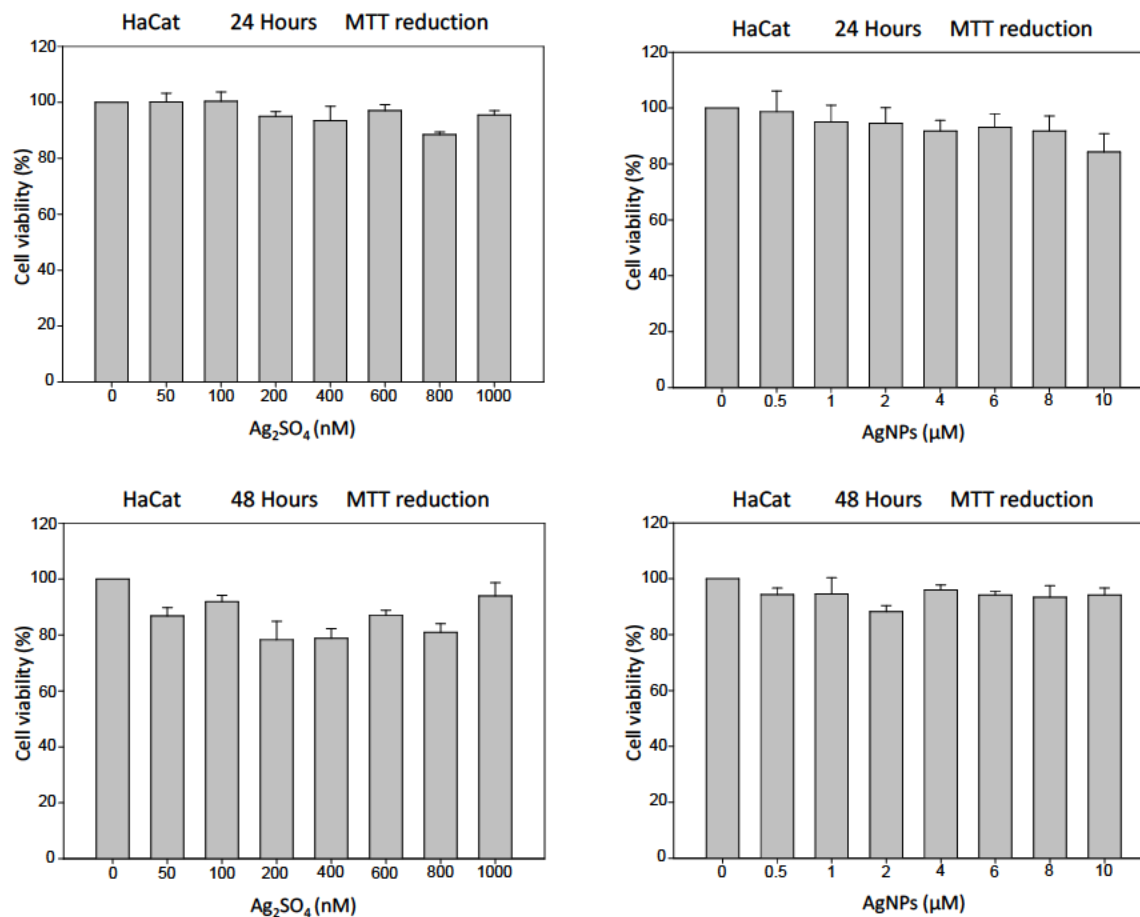 HaCat 24 Hours MTT reduction
120
100
80
60
40
20
0
Cell viability (%)
0 50 100 200 400 600 800 1000
Ag₂SO₄ (nM)
HaCat 24 Hours MTT reduction
120
100
80
60
40
20
0
Cell viability (%)
0 0.5 1 2 4 6 8 10
AgNPs (μM)
HaCat 48 Hours MTT reduction
120
100
80
60
40
20
0
Cell viability (%)
0 50 100 200 400 600 800 1000
Ag₂SO₄ (nM)
HaCat 48 Hours MTT reduction
120
100
80
60
40
20
0
Cell viability (%)
0 0.5 1 2 4 6 8 10
AgNPs (μM)